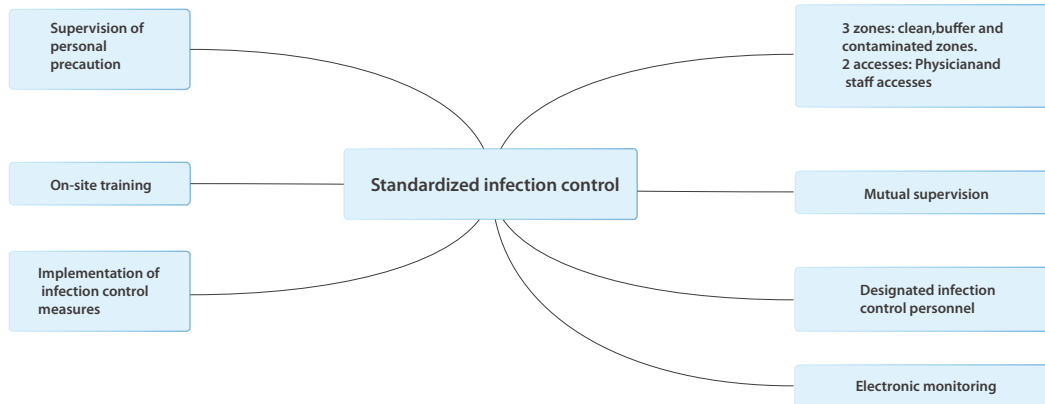 Supervision of
personal
precaution
On-site training
Implementation of
infection control
measures
Standardized infection control
3 zones: clean,buffer and
contaminated zones.
2 accesses: Physicianand
staff accesses
Mutual supervision
Designated infection
control personnel
Electronic monitoring